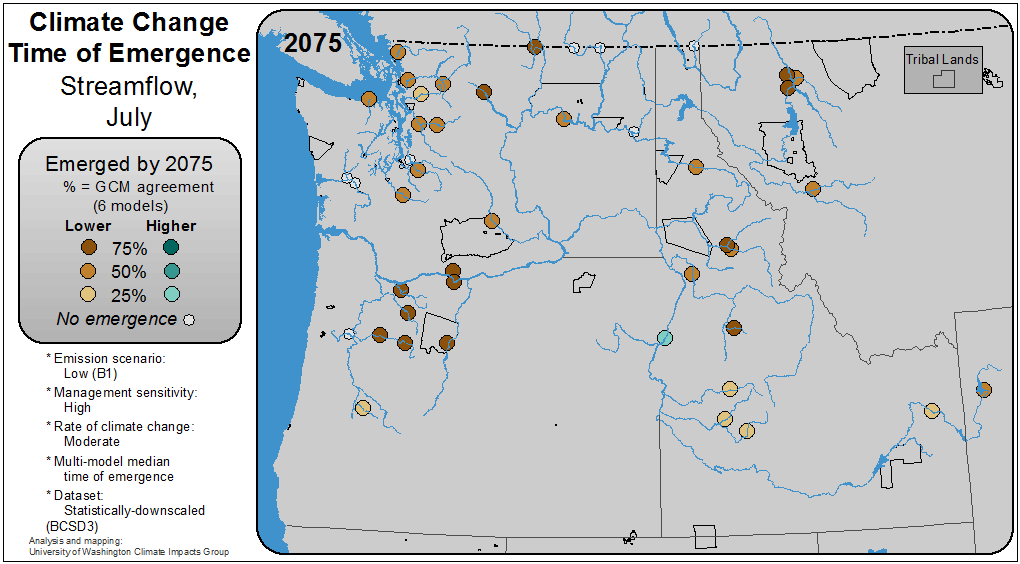 Climate Change
Time of Emergence
Streamflow,
July
Emerged by 2075
% = GCM agreement
(6 models)
Lower Higher
75%
50%
25%
No emergence
* Emission scenario:
Low (B1)
* Management sensitivity:
High
* Rate of climate change:
Moderate
* Multi-model median
time of emergence
* Dataset:
Statistically-downscaled
(BCSD3)
Analysis and mapping:
University of Washington Climate Impacts Group
2075
Tribal Lands